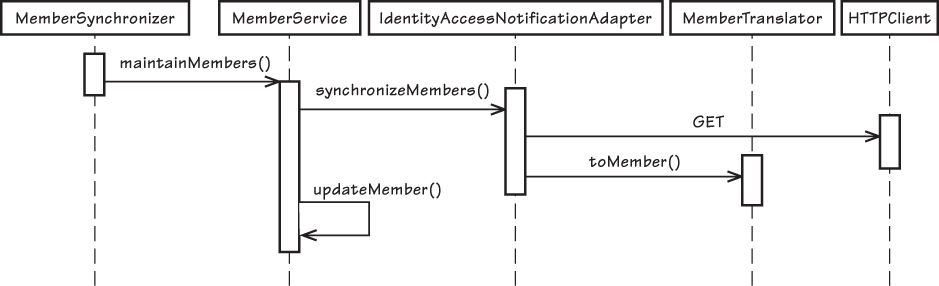 MemberSynchronizer
MemberService
IdentityAccessNotificationAdapter
MemberTranslator
HTTPClient
maintainMembers()
synchronizeMembers()
GET
toMember()
updateMember()